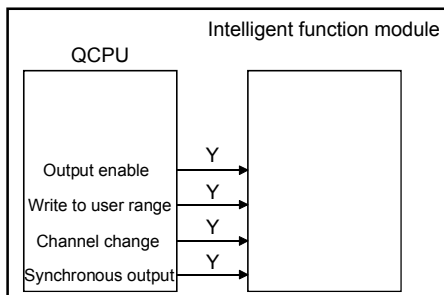 Intelligent function module
QCPU
Output enable
Y
Write to user range
Y
Channel change
Y
Synchronous output
Y